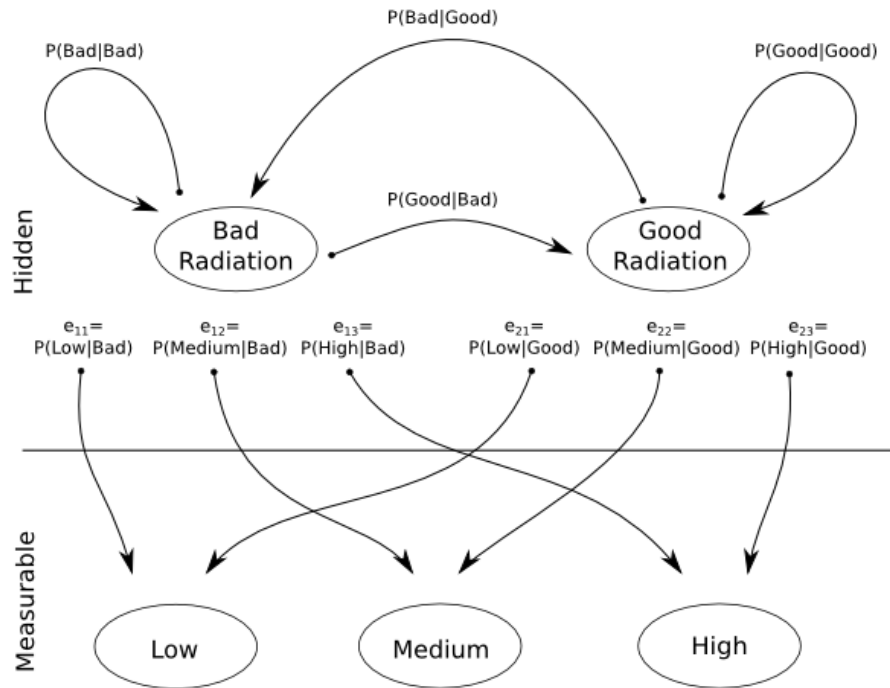 P(Bad|Good)
P(Bad|Bad)
P(Good|Good)
P(Good|Bad)
Hidden
Bad
Radiation
Good
Radiation
e₁₁=
P(Low|Bad)
e₁₂=
P(Medium|Bad)
e₁₃=
P(High|Bad)
e₂₁=
P(Low|Good)
e₂₂=
P(Medium|Good)
e₂₃=
P(High|Good)
Measurable
Low
Medium
High